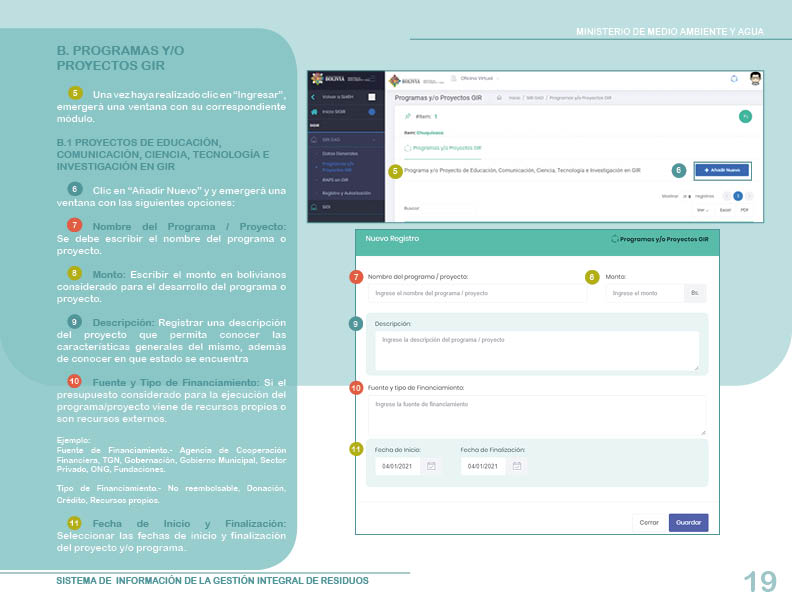 MINISTERIO DE MEDIO AMBIENTE Y AGUA
B. PROGRAMAS Y/O
PROYECTOS GIR
5 Una vez haya realizado clic en “Ingresar”,
emergerá una ventana con su correspondiente
módulo.
B.1 PROYECTOS DE EDUCACIÓN,
COMUNICACIÓN, CIENCIA, TECNOLOGÍA E
INVESTIGACIÓN EN GIR
6 Clic en “Añadir Nuevo” y y emergerá una
ventana con las siguientes opciones:
7 Nombre del Programa / Proyecto:
Se debe escribir el nombre del programa o
proyecto.
8 Monto: Escribir el monto en bolivianos
considerado para el desarrollo del programa o
proyecto.
9 Descripción: Registrar una descripción
del proyecto que permita conocer las
características generales del mismo, además
de conocer en que estado se encuentra
10 Fuente y Tipo de Financiamiento: Si el
presupuesto considerado para la ejecución del
programa/proyecto viene de recursos propios o
son recursos externos.
Ejemplo:
Fuente de Financiamiento.- Agencia de Cooperación
Financiera, TGN, Gobernación, Gobierno Municipal, Sector
Privado, ONG, Fundaciones.
Tipo de Financiamiento.- No reembolsable, Donación,
Crédito, Recursos propios.
11 Fecha de Inicio y Finalización:
Seleccionar las fechas de inicio y finalización
del proyecto y/o programa.
BOLIVIA
Volver a SIARH
Inicio SIGIR
SIGIR
SIR GAD
Datos Generales
Programas y/o
Proyectos GIR
IRAPS en GIR
Registro y Autorización
GIDI
BOLIVIA
Oficina Virtual
Programas y/o Proyectos GIR
Inicio / SIR GAD / Programas y/o Proyectos GIR
#Item: 1
Item: Chuquisaca
Programas y/o Proyectos GIR
5 Programa y/o Proyecto de Educación, Comunicación, Ciencia, Tecnología e Investigación en GIR
6 + Añadir Nuevo
Mostrar registros 1
Buscar:
Ver Excel PDF
Nuevo Registro
Programas y/o Proyectos GIR
7 Nombre del programa / proyecto:
Ingrese el nombre del programa / proyecto
8 Monto:
Ingrese el monto Bs.
9 Descripción:
Ingrese la descripción del programa / proyecto
10 Fuente y tipo de Financiamiento:
Ingrese la fuente de financiamiento
11 Fecha de Inicio: Fecha de Finalización:
04/01/2021 04/01/2021
Cerrar Guardar
SISTEMA DE INFORMACIÓN DE LA GESTIÓN INTEGRAL DE RESIDUOS
19